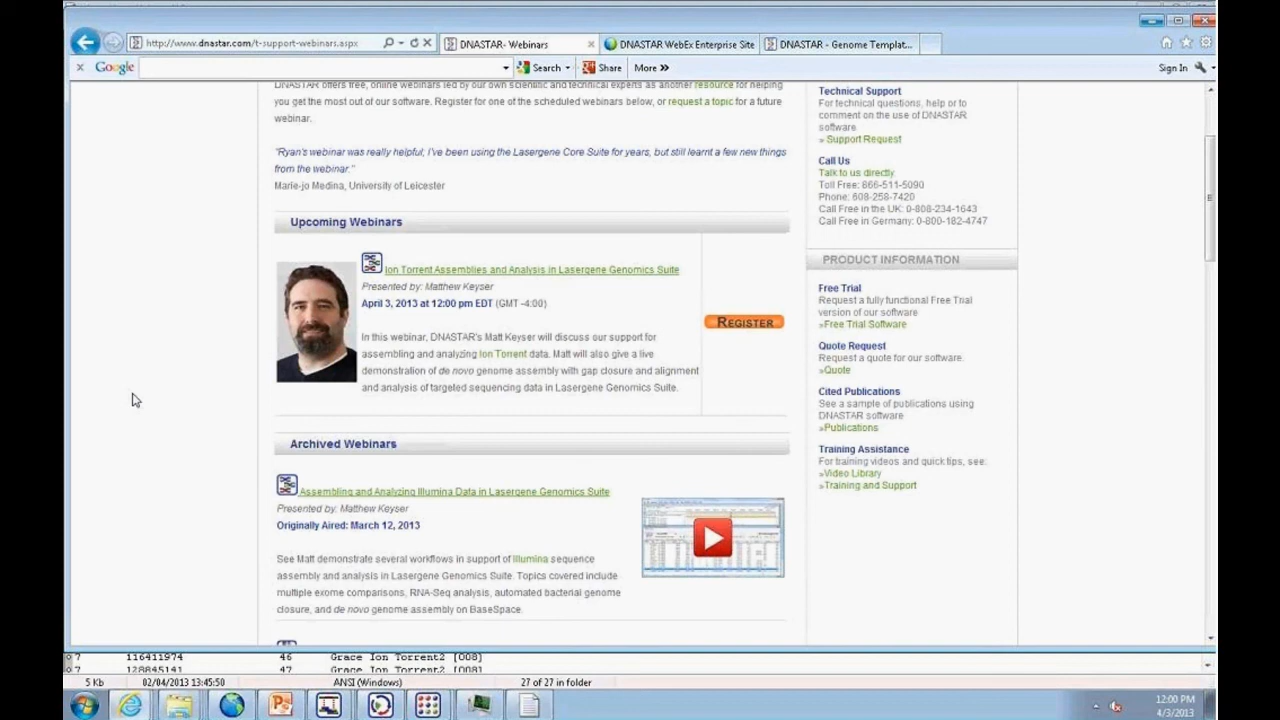 http://www.dnastar.com/t-support-webinars.aspx
DNASTAR- Webinars
DNASTAR WebEx Enterprise Site
DNASTAR - Genome Templat...
Google
Search
Share
More »
Sign In
DNASTAR offers free, online webinars led by our own scientific and technical experts as another resource for helping
you get the most out of our software. Register for one of the scheduled webinars below, or request a topic for a future
webinar.
"Ryan's webinar was really helpful; I've been using the Lasergene Core Suite for years, but still learnt a few new things
from the webinar."
Marie-jo Medina, University of Leicester
Upcoming Webinars
Ion Torrent Assemblies and Analysis in Lasergene Genomics Suite
Presented by: Matthew Keyser
April 3, 2013 at 12:00 pm EDT (GMT -4:00)
In this webinar, DNASTAR's Matt Keyser will discuss our support for
assembling and analyzing Ion Torrent data. Matt will also give a live
demonstration of de novo genome assembly with gap closure and alignment
and analysis of targeted sequencing data in Lasergene Genomics Suite.
REGISTER
Archived Webinars
Assembling and Analyzing Illumina Data in Lasergene Genomics Suite
Presented by: Matthew Keyser
Originally Aired: March 12, 2013
See Matt demonstrate several workflows in support of Illumina sequence
assembly and analysis in Lasergene Genomics Suite. Topics covered include
multiple exome comparisons, RNA-Seq analysis, automated bacterial genome
closure, and de novo genome assembly on BaseSpace.
Technical Support
For technical questions, help or to
comment on the use of DNASTAR
software.
» Support Request
Call Us
Talk to us directly.
Toll Free: 866-511-5090
Phone: 608-258-7420
Call Free in the UK: 0-808-234-1643
Call Free in Germany: 0-800-182-4747
PRODUCT INFORMATION
Free Trial
Request a fully functional Free Trial
version of our software
»Free Trial Software
Quote Request
Request a quote for our software.
»Quote
Cited Publications
See a sample of publications using
DNASTAR software
»Publications
Training Assistance
For training videos and quick tips, see:
»Video Library
»Training and Support
7 116411974 46 Grace Ion Torrent2 [008]
7 128845141 47 Grace Ion Torrent2 [008]
5 Kb 02/04/2013 13:45:50 ANSI (Windows) 27 of 27 in folder
12:00 PM
4/3/2013